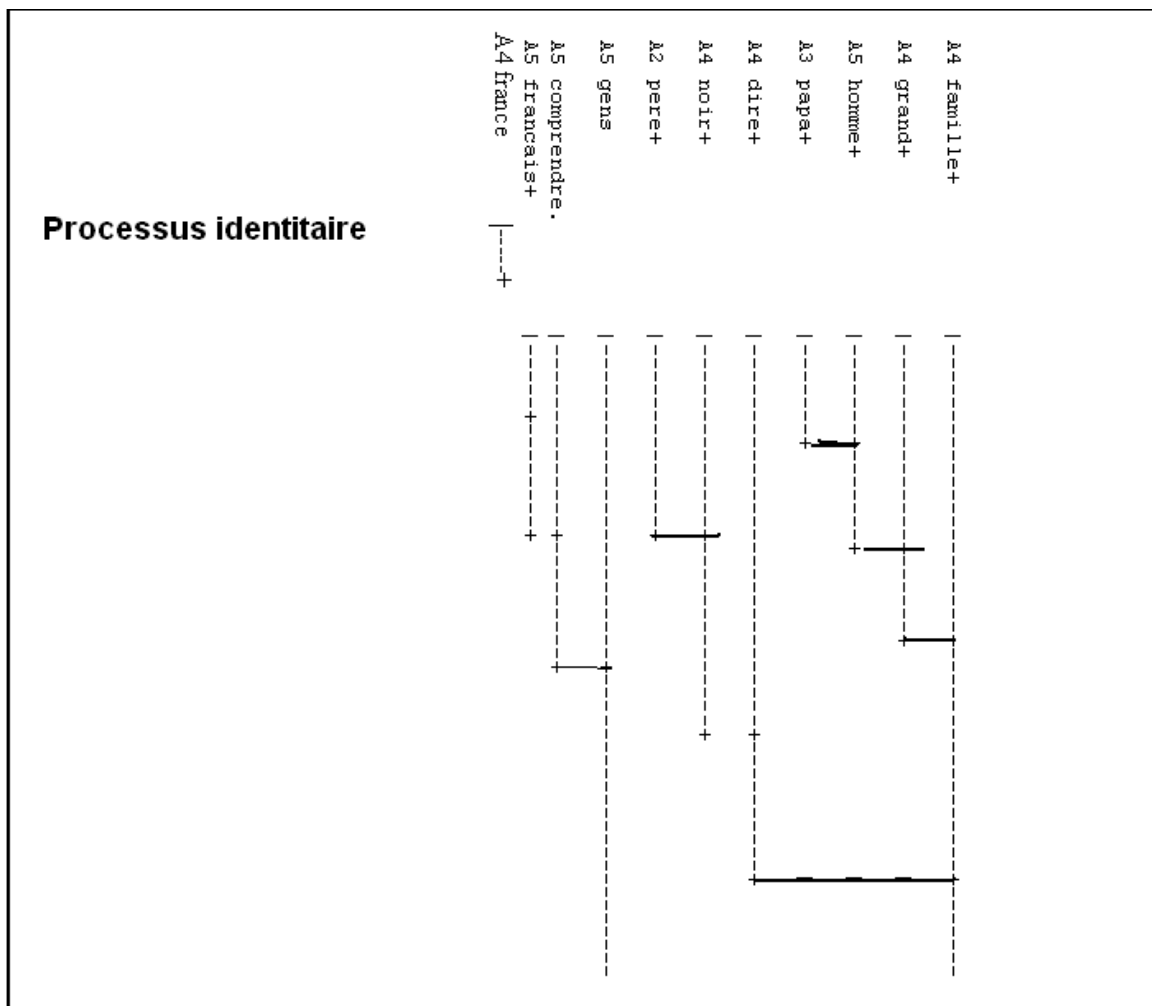 A4 france
A5 francais+
A5 comprendre.
A5 gens
A2 pere+
A4 noir+
A4 dire+
A3 papa+
A5 homme+
A4 grand+
A4 famille+
Processus identitaire